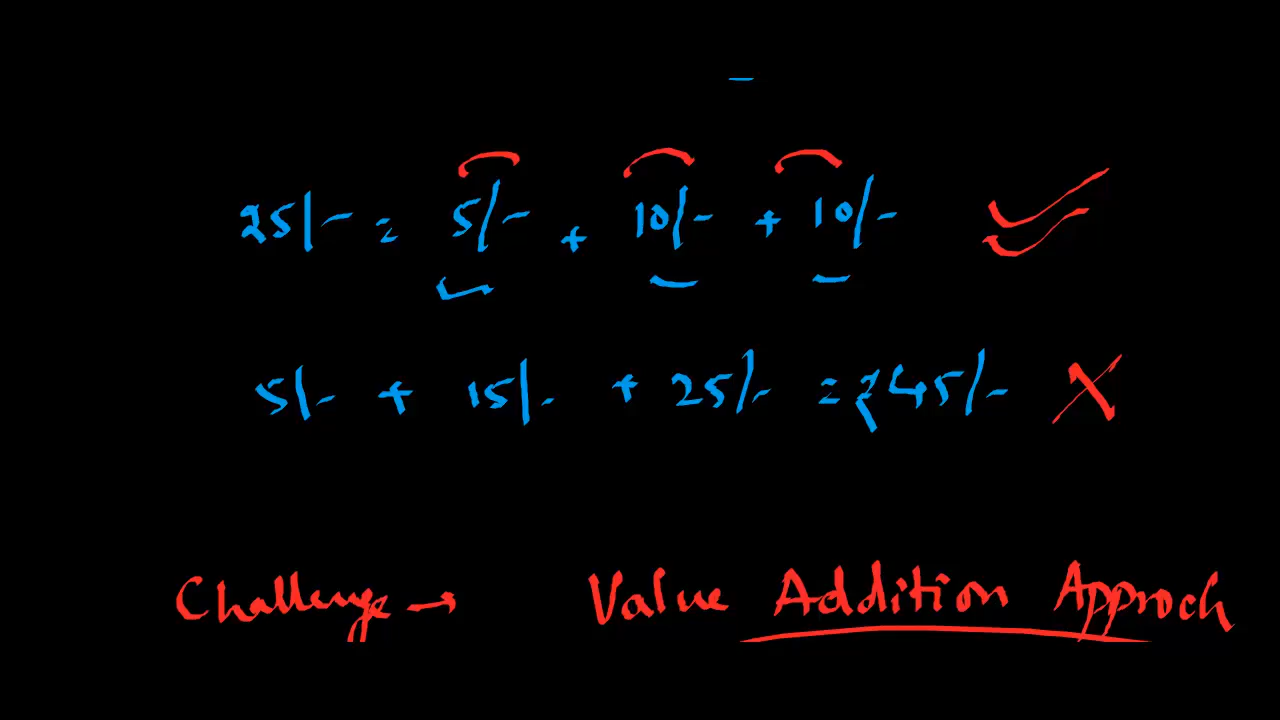 25/- = 5/- + 10/- + 10/-
5/- + 15/- + 25/- = ₹45/- X
Challenge → Value Addition Approch